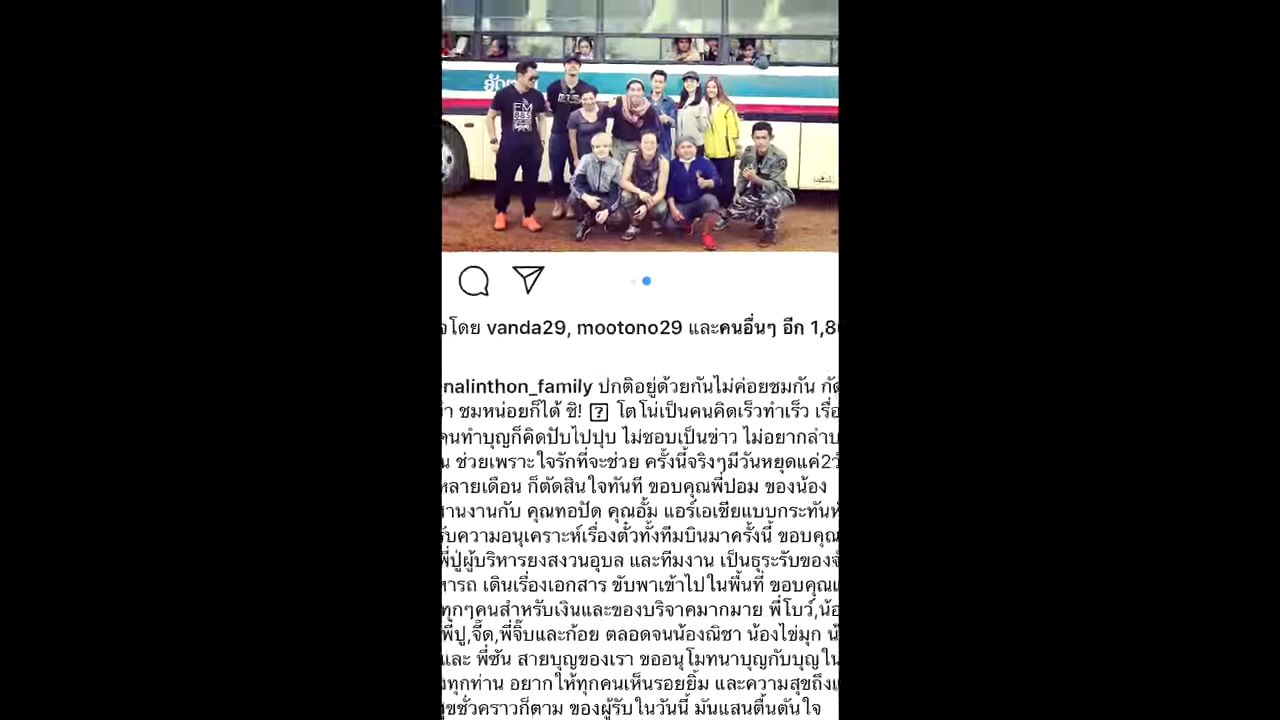 FM
โดย vanda29, mootono29 และคนอื่นๆ อีก
nalinthon_family ปกติอยู่ด้วยกันไม่ค่อยชมกัน
ชมหน่อยก็ได้ ชิ! โตโน่เป็นคนคิดเร็วทำเร็ว
คนทำบุญก็คิดปับไปปุบ ไม่ชอบเป็นข่าว
ช่วยเพราะใจรักที่จะช่วย ครั้งนี้จริงๆมีวันหยุดแค่2
หลายเดือน ก็ตัดสินใจทันที ขอบคุณพี่ปอม ของน้อง
านงานกับ คุณทอปัด คุณอั้ม แอร์เอเชียแบบกระทัน
รับความอนุเคราะห์เรื่องตั๋วทั้งทีมบินมาครั้งนี้ ขอบคุณ
พี่ปู่ผู้บริหารยงสงวนอุบล และทีมงาน เป็นธุระรับของ
หารถ เดินเรื่องเอกสาร ขับพาเข้าไปในพื้นที่ ขอบคุณ
ทุกๆคนสำหรับเงินและของบริจาคมากมาย พี่โบว์,น้อ
พี่ปู,จี๊ด,พี่จิ๊บและก้อย ตลอดจนน้องณิชา น้องไข่มุก
และ พี่ซัน สายบุญของเรา ขออนุโมทนาบุญกับบุญใน
งทุกท่าน อยากให้ทุกคนเห็นรอยยิ้ม และความสุขถึง
สุขชั่วคราวก็ตาม ของผู้รับในวันนี้ มันแสนตื้นตันใจ